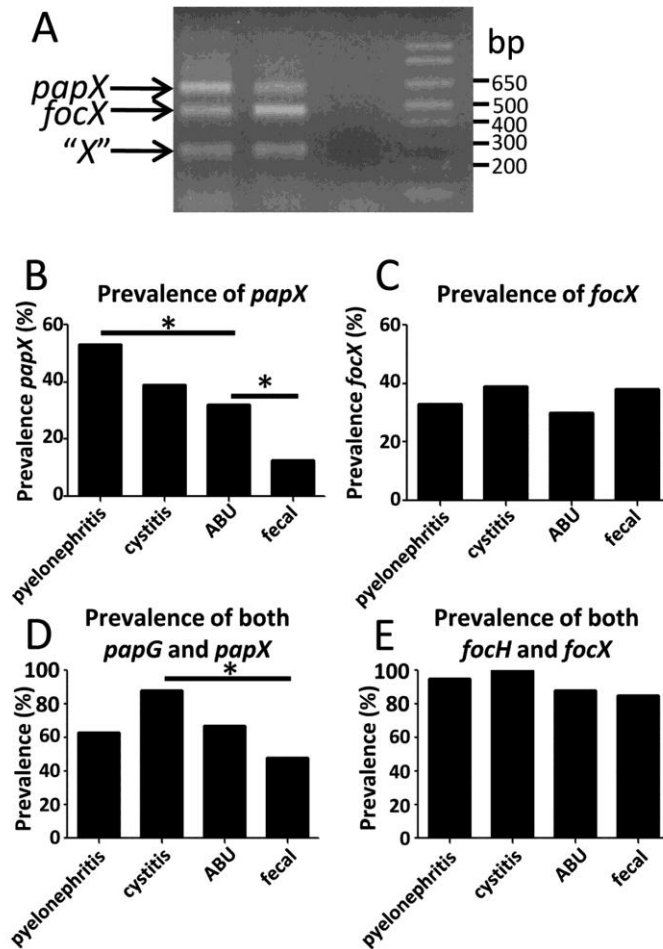 A
bp
papX
focX
"X"
650
500
400
300
200
B
Prevalence of papX
Prevalence papX (%)
60
40
20
0
*
*
pyelonephritis
cystitis
ABU
fecal
C
Prevalence of focX
Prevalence focX (%)
60
40
20
0
pyelonephritis
cystitis
ABU
fecal
D
Prevalence of both
papG and papX
Prevalence (%)
100
80
60
40
20
0
*
pyelonephritis
cystitis
ABU
fecal
E
Prevalence of both
focH and focX
Prevalence (%)
100
80
60
40
20
0
pyelonephritis
cystitis
ABU
fecal